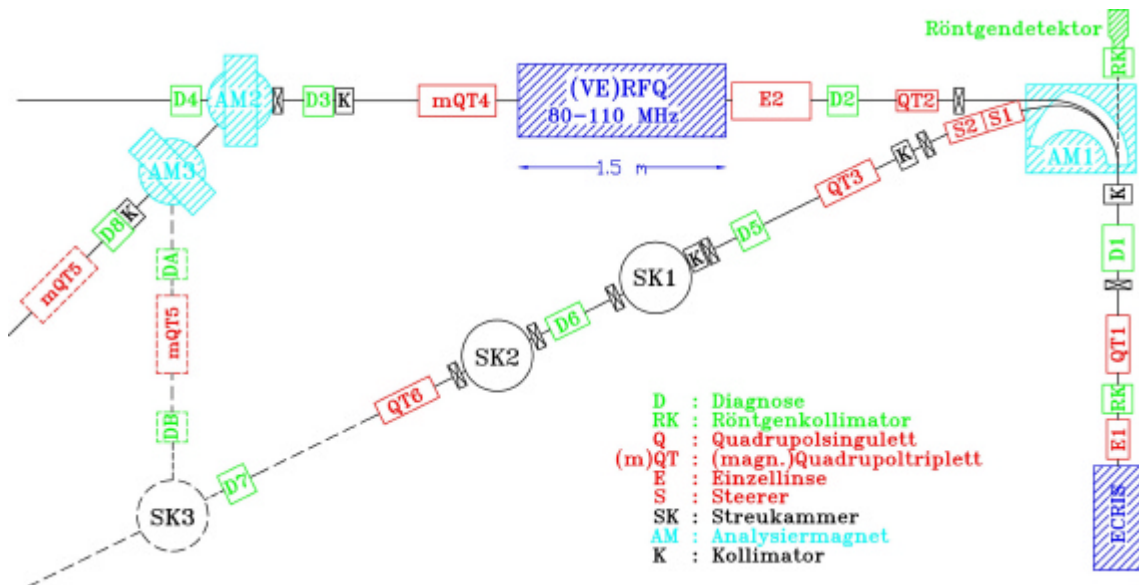 Röntgendetektor
RK
D4
AM2
D3
K
mQT4
(VE)RFQ
80-110 MHz
E2
D2
QT2
S2
S1
AM1
1.5 m
AM3
K
QT3
K
D8
K
mQT5
DA
mQT5
DB
D5
K
SK1
D6
SK2
QT6
D7
SK3
D1
QT1
RK
E1
ECRIS
D : Diagnose
RK : Röntgenkollimator
Q : Quadrupolsingulett
(m)QT : (magn.)Quadrupoltriplett
E : Einzellinse
S : Steerer
SK : Streukammer
AM : Analysiermagnet
K : Kollimator